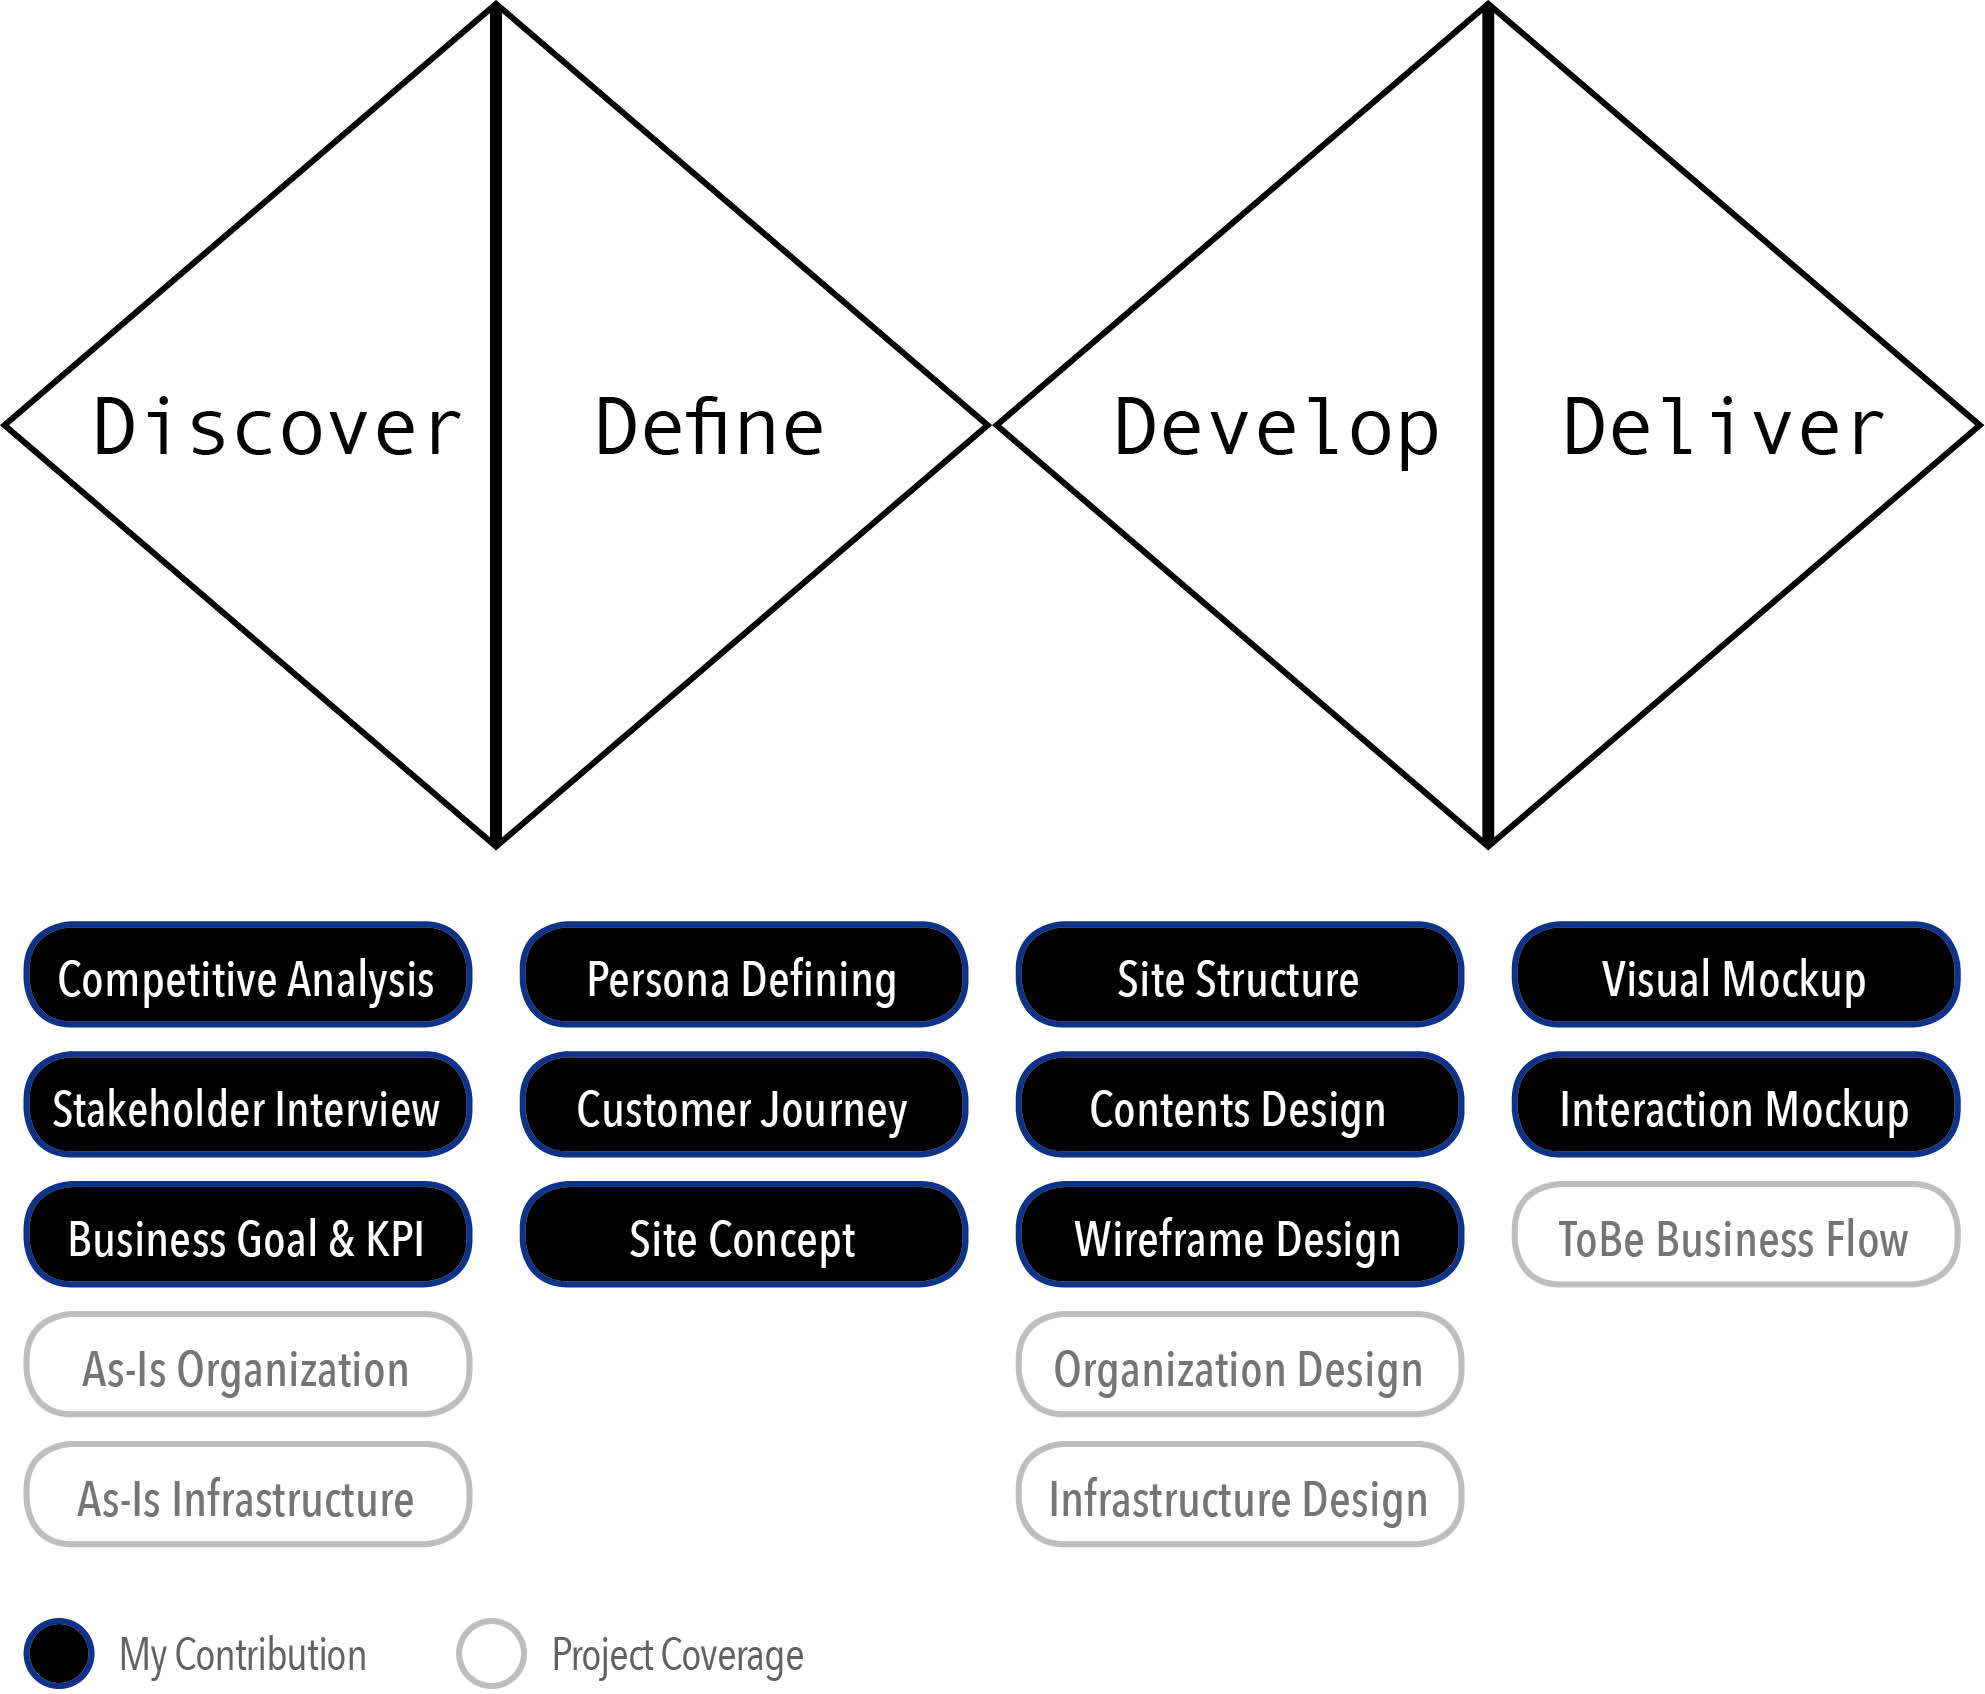 Discover
Define
Develop
Deliver
Competitive Analysis
Persona Defining
Site Structure
Visual Mockup
Stakeholder Interview
Customer Journey
Contents Design
Interaction Mockup
Business Goal & KPI
Site Concept
Wireframe Design
ToBe Business Flow
As-Is Organization
Organization Design
As-Is Infrastructure
Infrastructure Design
My Contribution
Project Coverage